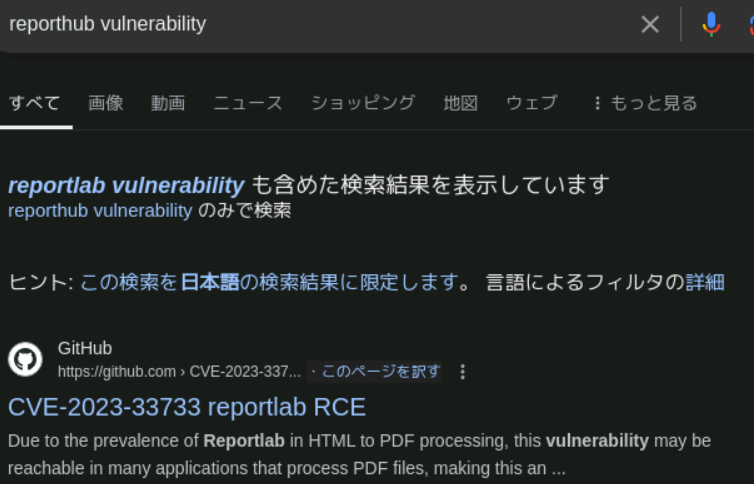 reporthub vulnerability
すべて 画像 動画 ニュース ショッピング 地図 ウェブ もっと見る
reportlab vulnerability も含めた検索結果を表示しています
reporthub vulnerability のみで検索
ヒント: この検索を日本語の検索結果に限定します。 言語によるフィルタの詳細
GitHub
https://github.com › CVE-2023-337... · このページを訳す
CVE-2023-33733 reportlab RCE
Due to the prevalence of Reportlab in HTML to PDF processing, this vulnerability may be
reachable in many applications that process PDF files, making this an ...